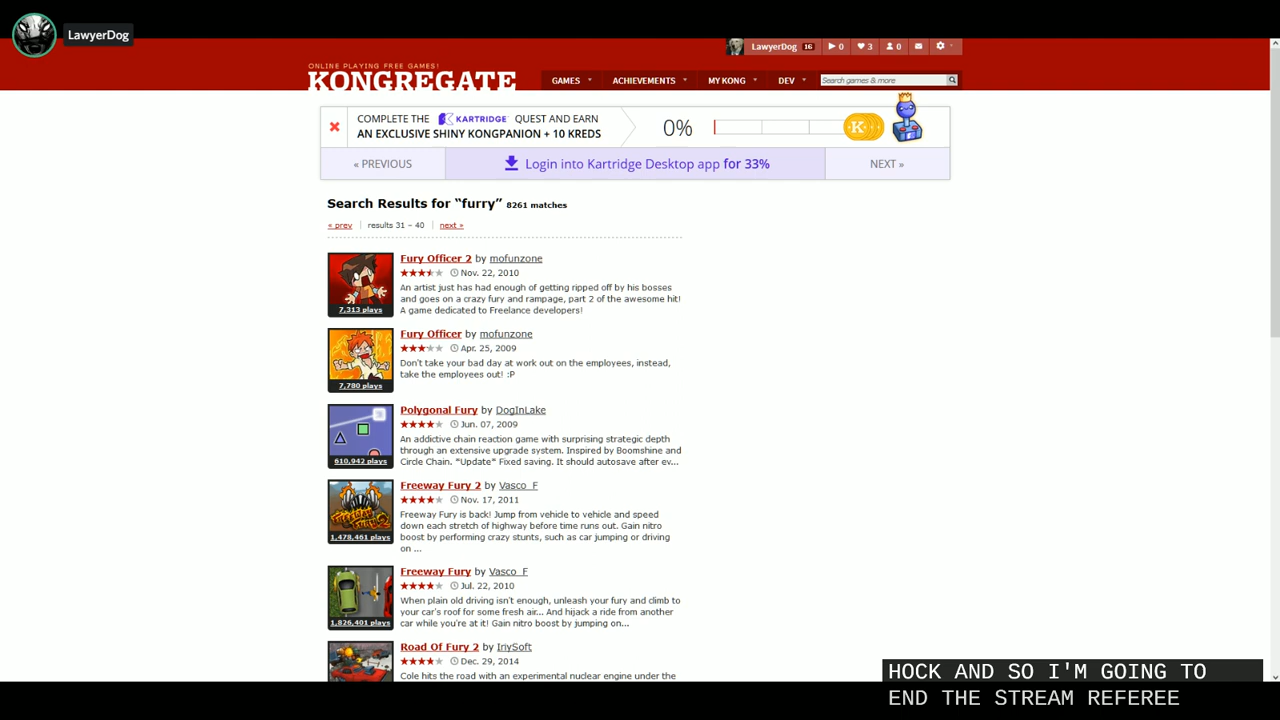 LawyerDog
LawyerDog 16 0 3 0
ONLINE PLAYING FREE GAMES!
KONGREGATE
GAMES ACHIEVEMENTS MY KONG DEV Search games & more
COMPLETE THE KARTRIDGE QUEST AND EARN
AN EXCLUSIVE SHINY KONGPANION + 10 KREDS
0%
K
« PREVIOUS Login into Kartridge Desktop app for 33% NEXT »
Search Results for “furry” 8261 matches
« prev results 31 – 40 next »
Fury Officer 2 by mofunzone
Nov. 22, 2010
An artist just has had enough of getting ripped off by his bosses
and goes on a crazy fury and rampage, part 2 of the awesome hit!
A game dedicated to Freelance developers!
7,313 plays
Fury Officer by mofunzone
Apr. 25, 2009
Don't take your bad day at work out on the employees, instead,
take the employees out! :P
7,780 plays
Polygonal Fury by DogInLake
Jun. 07, 2009
An addictive chain reaction game with surprising strategic depth
through an extensive upgrade system. Inspired by Boomshine and
Circle Chain. *Update* Fixed saving. It should autosave after ev...
610,942 plays
Freeway Fury 2 by Vasco_F
Nov. 17, 2011
Freeway Fury is back! Jump from vehicle to vehicle and speed
down each stretch of highway before time runs out. Gain nitro
boost by performing crazy stunts, such as car jumping or driving
on ...
1,478,461 plays
Freeway Fury by Vasco_F
Jul. 22, 2010
When plain old driving isn't enough, unleash your fury and climb to
your car's roof for some fresh air... And hijack a ride from another
car while you're at it! Gain nitro boost by jumping on...
1,826,401 plays
Road Of Fury 2 by IriySoft
Dec. 29, 2014
Cole hits the road with an experimental nuclear engine under the
HOCK AND SO I'M GOING TO
END THE STREAM REFEREE